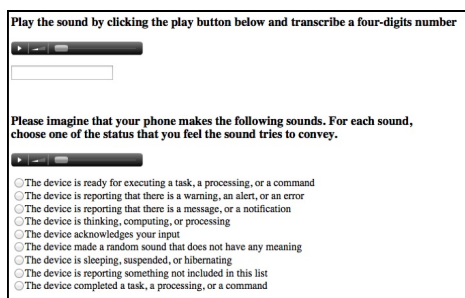 Play the sound by clicking the play button below and transcribe a four-digits number
Please imagine that your phone makes the following sounds. For each sound,
choose one of the status that you feel the sound tries to convey.
The device is ready for executing a task, a processing, or a command
The device is reporting that there is a warning, an alert, or an error
The device is reporting that there is a message, or a notification
The device is thinking, computing, or processing
The device acknowledges your input
The device made a random sound that does not have any meaning
The device is sleeping, suspended, or hibernating
The device is reporting something not included in this list
The device completed a task, a processing, or a command